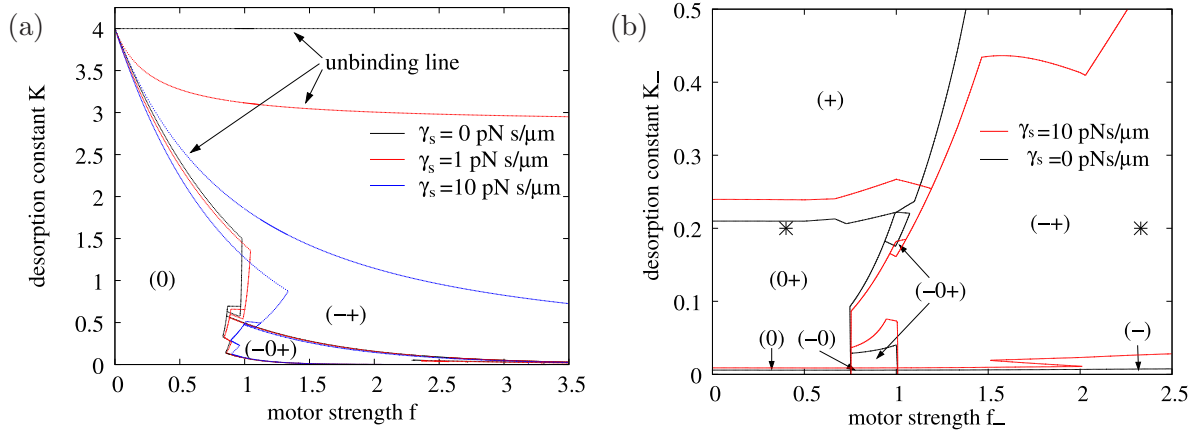 (a)
desorption constant K
4
3.5
3
2.5
2
1.5
1
0.5
0
unbinding line
γs = 0 pN s/μm
γs = 1 pN s/μm
γs = 10 pN s/μm
(0)
(−+)
(−0+)
0 0.5 1 1.5 2 2.5 3 3.5
motor strength f
(b)
desorption constant K−
0.5
0.4
0.3
0.2
0.1
0
(+)
γs = 10 pNs/μm
γs = 0 pNs/μm
(−+)
(0+)
(−0+)
(0)
(−0)
(−)
0 0.5 1 1.5 2 2.5
motor strength f−